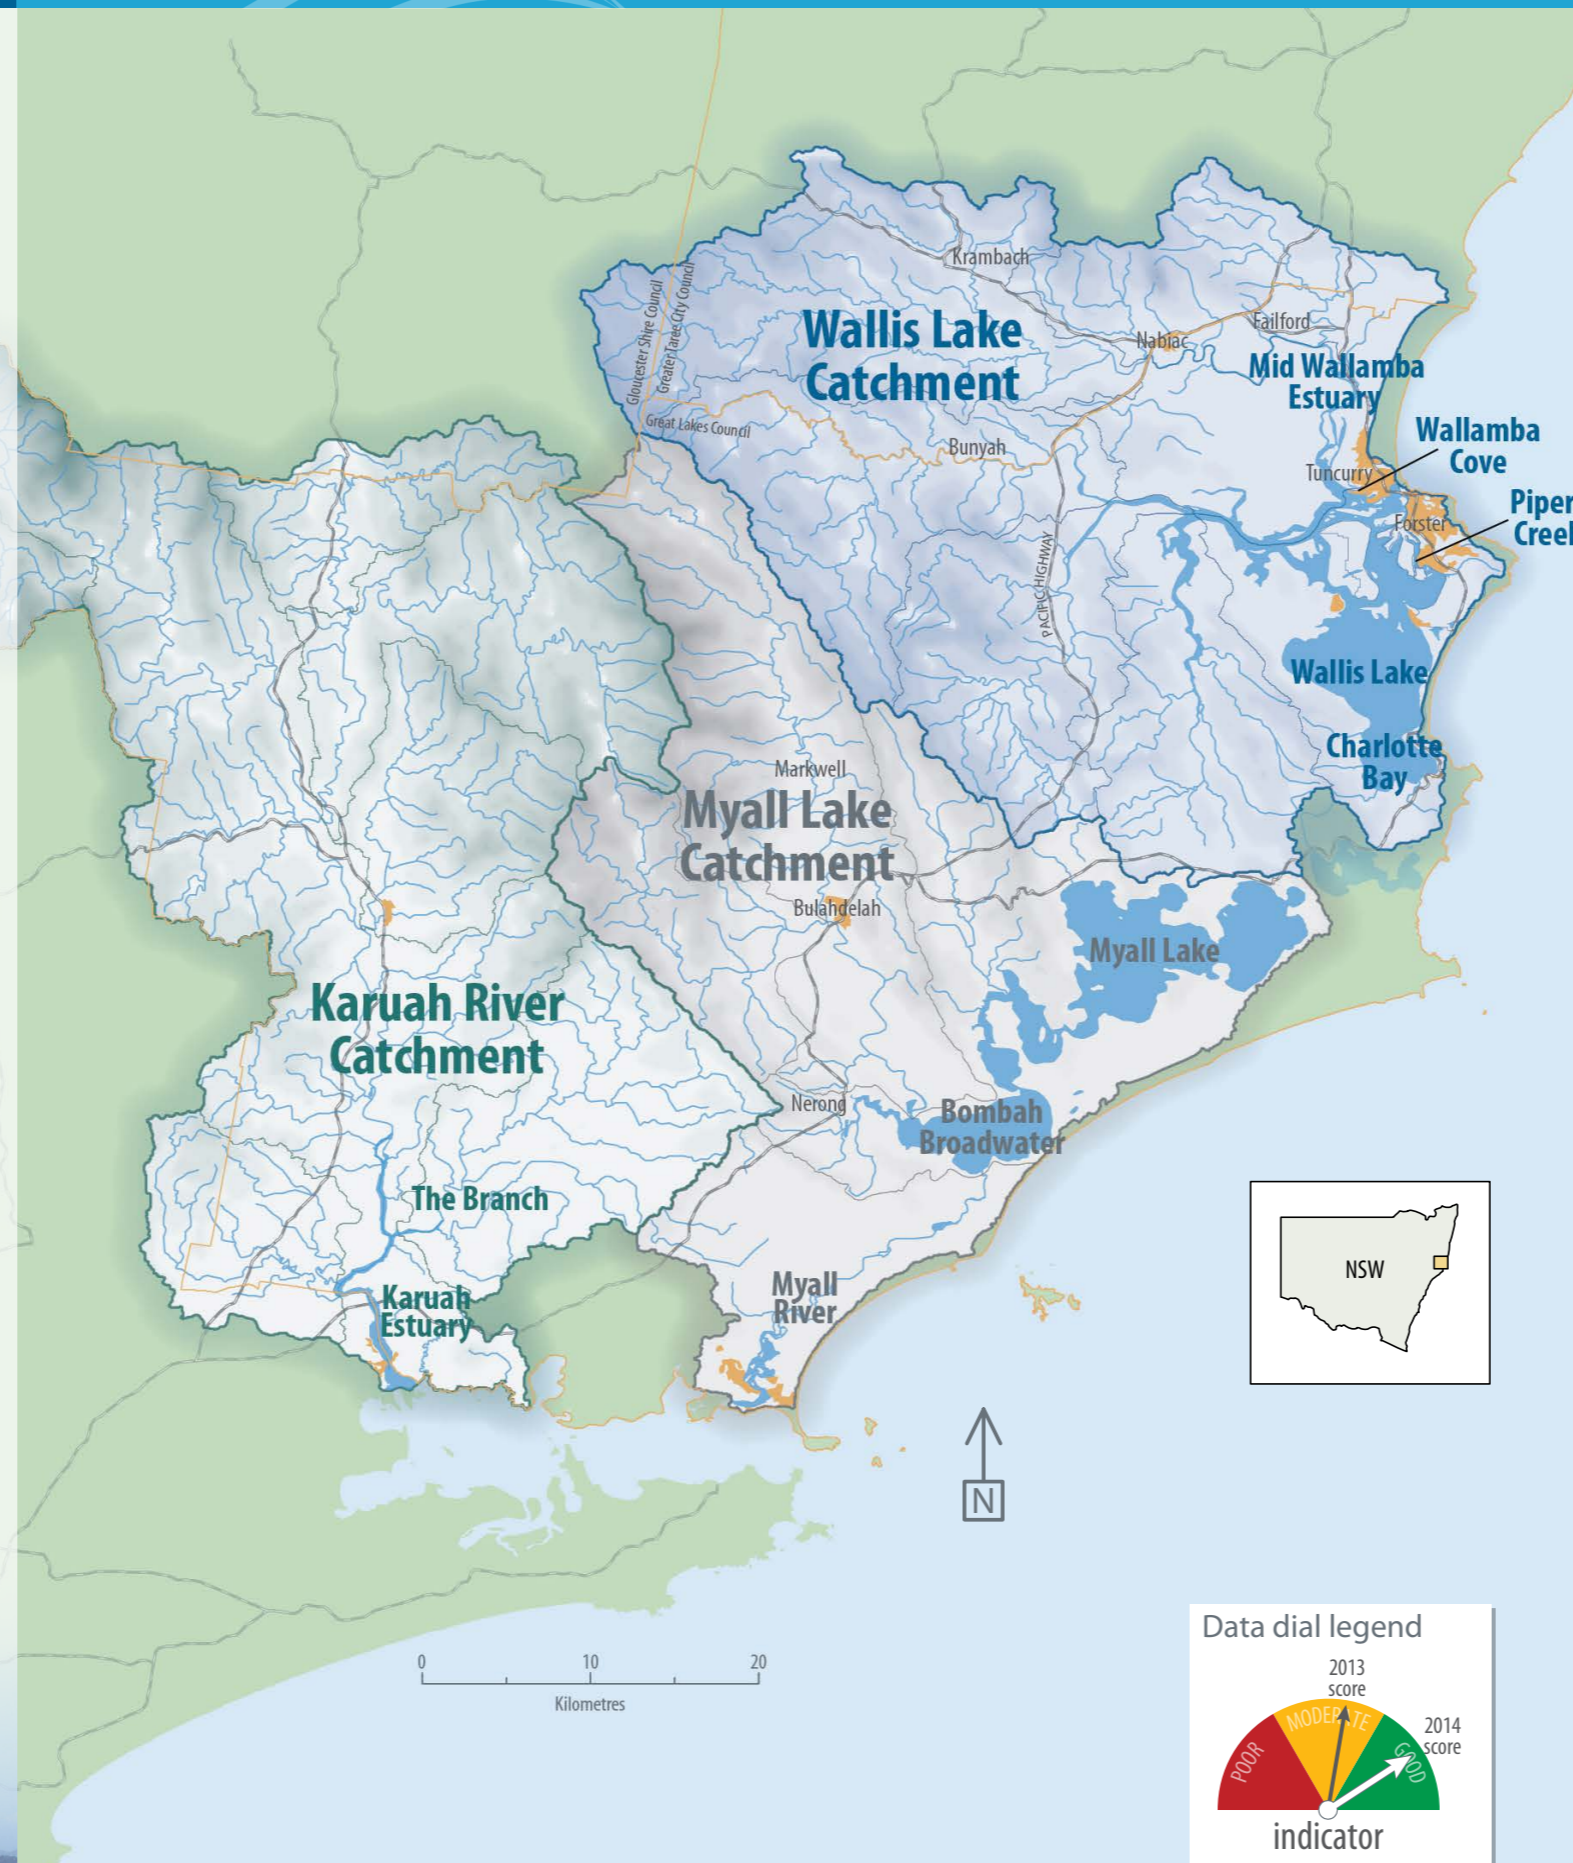 Krambach
Wallis Lake
Catchment
Gloucester Shire Council
Greater Taree City Council
Great Lakes Council
Failford
Nabiac
Mid Wallamba
Estuary
Wallamba
Cove
Bunyah
Tuncurry
Piper
Creek
Forster
PACIFIC HIGHWAY
Wallis Lake
Charlotte
Bay
Markwell
Myall Lake
Catchment
Bulahdelah
Myall Lake
Karuah River
Catchment
Nerong
Bombah
Broadwater
The Branch
Karuah
Estuary
Myall
River
NSW
N
0 10 20
Kilometres
Data dial legend
2013
score
2014
score
POOR
MODERATE
GOOD
indicator